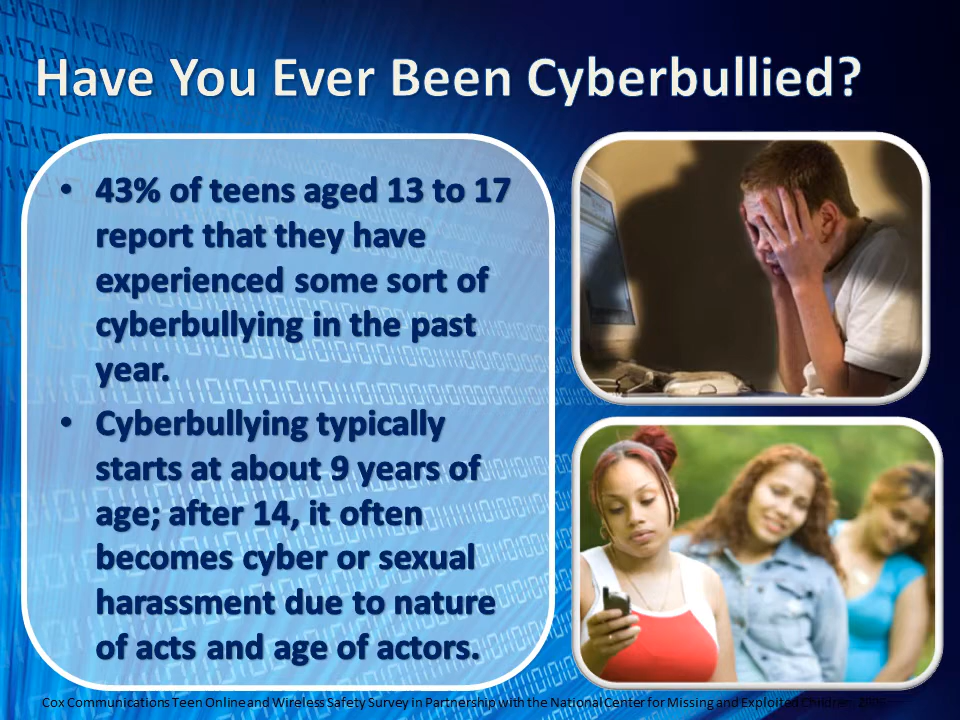 Have You Ever Been Cyberbullied?
• 43% of teens aged 13 to 17
report that they have
experienced some sort of
cyberbullying in the past
year.
• Cyberbullying typically
starts at about 9 years of
age; after 14, it often
becomes cyber or sexual
harassment due to nature
of acts and age of actors.
Cox Communications Teen Online and Wireless Safety Survey in Partnership with the National Center for Missing and Exploited Children,